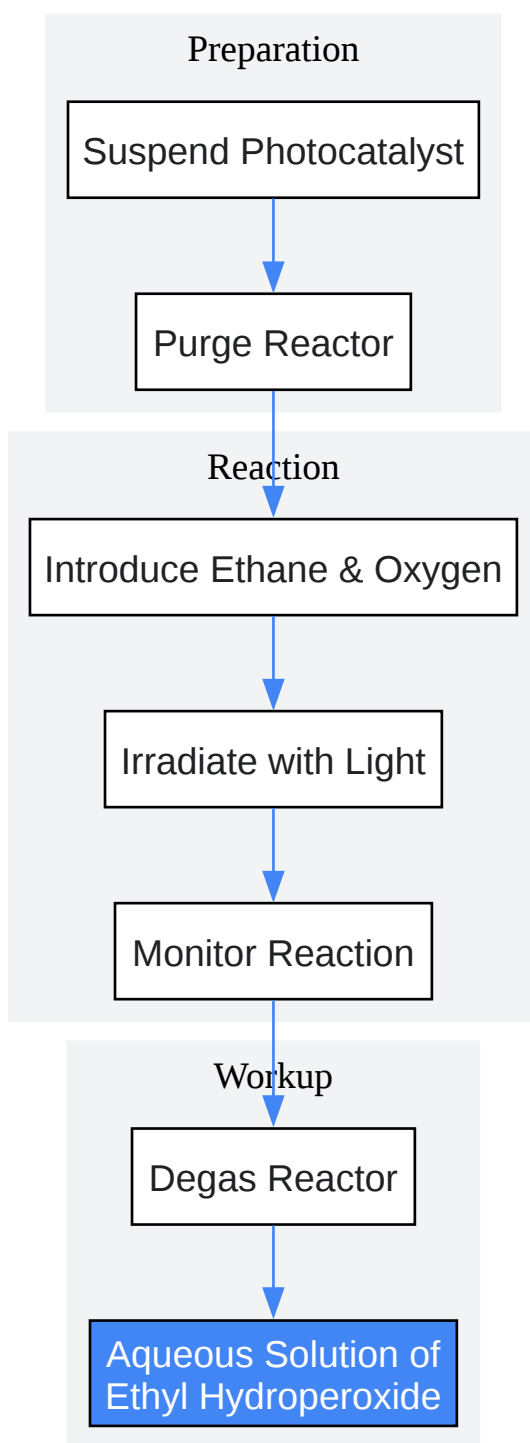 Preparation
Suspend Photocatalyst
Purge Reactor
Reaction
Introduce Ethane & Oxygen
Irradiate with Light
Monitor Reaction
Workup
Degas Reactor
Aqueous Solution of
Ethyl Hydroperoxide